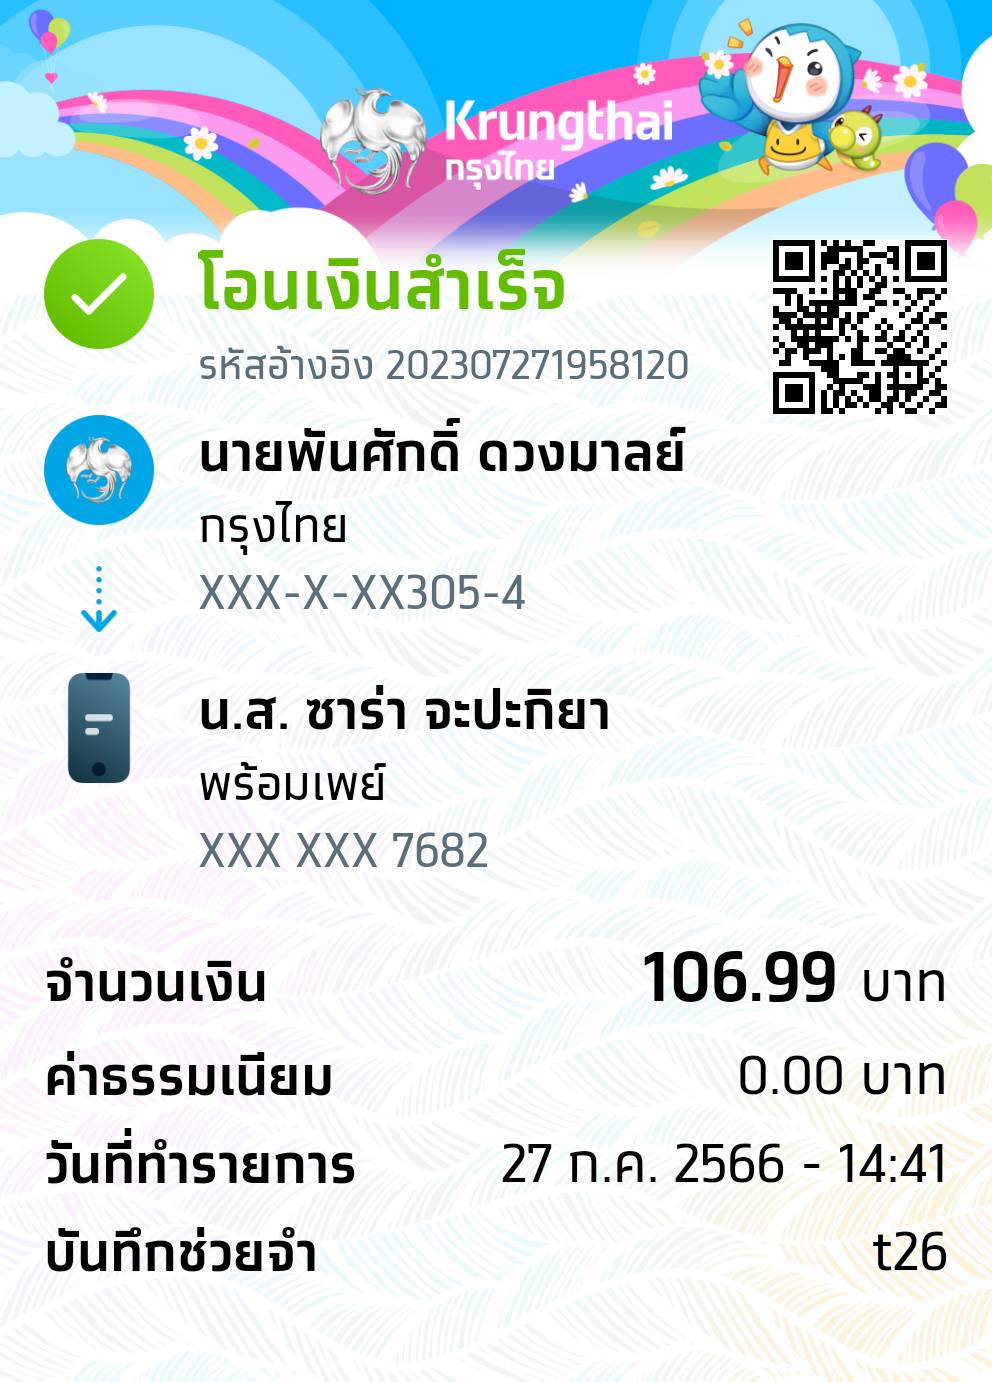 Krungthai
กรุงไทย
โอนเงินสำเร็จ
รหัสอ้างอิง 202307271958120
นายพันศักดิ์ ดวงมาลย์
กรุงไทย
XXX-X-XX305-4
น.ส. ซาร่า จะปะกิยา
พร้อมเพย์
XXX XXX 7682
จำนวนเงิน 106.99 บาท
ค่าธรรมเนียม 0.00 บาท
วันที่ทำรายการ 27 ก.ค. 2566 - 14:41
บันทึกช่วยจำ t26